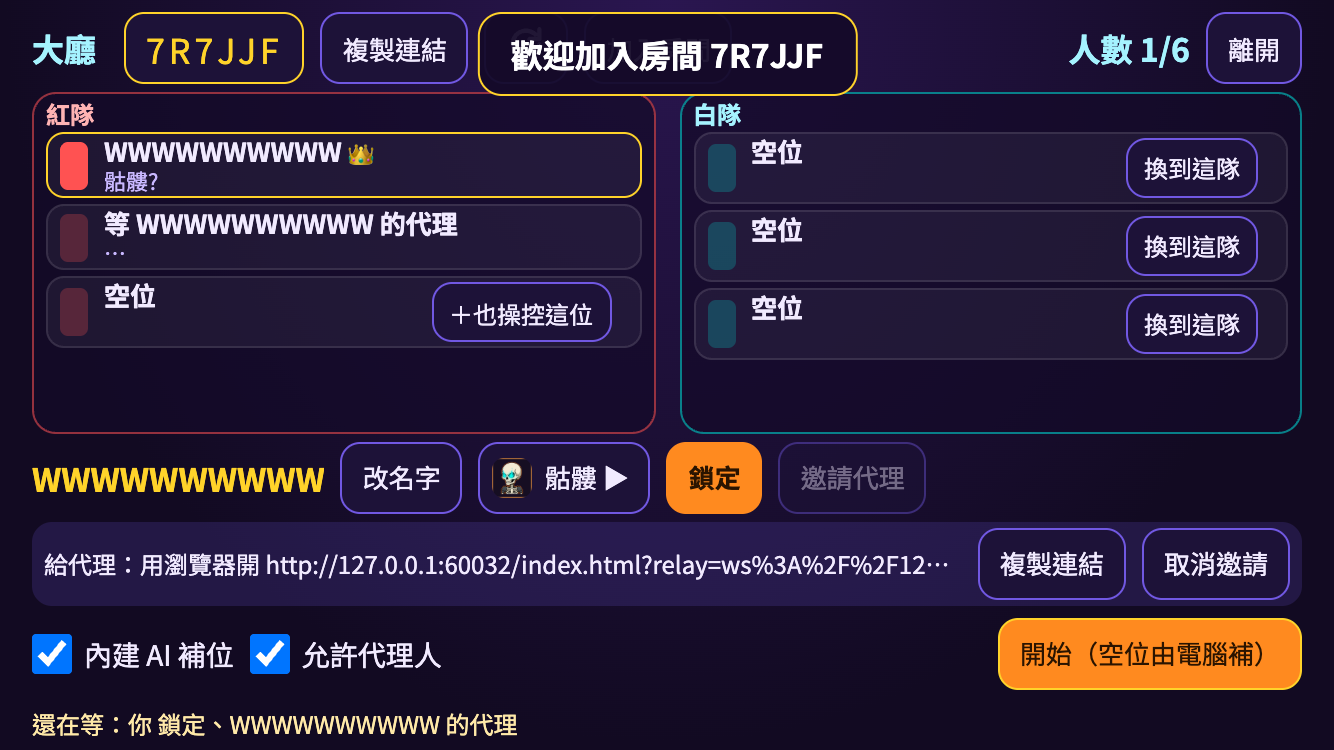 大廳
7R7JJF
複製連結
歡迎加入房間 7R7JJF
人數 1/6
離開
紅隊
WWWWWWWWWW
骷髏?
等 WWWWWWWWWW 的代理
...
空位
＋也操控這位
白隊
空位
換到這隊
空位
換到這隊
空位
換到這隊
WWWWWWWWWW
改名字
骷髏 ▶
鎖定
邀請代理
給代理：用瀏覽器開 http://127.0.0.1:60032/index.html?relay=ws%3A%2F%2F12…
複製連結
取消邀請
內建 AI 補位
允許代理人
開始（空位由電腦補）
還在等：你 鎖定、WWWWWWWWWW 的代理